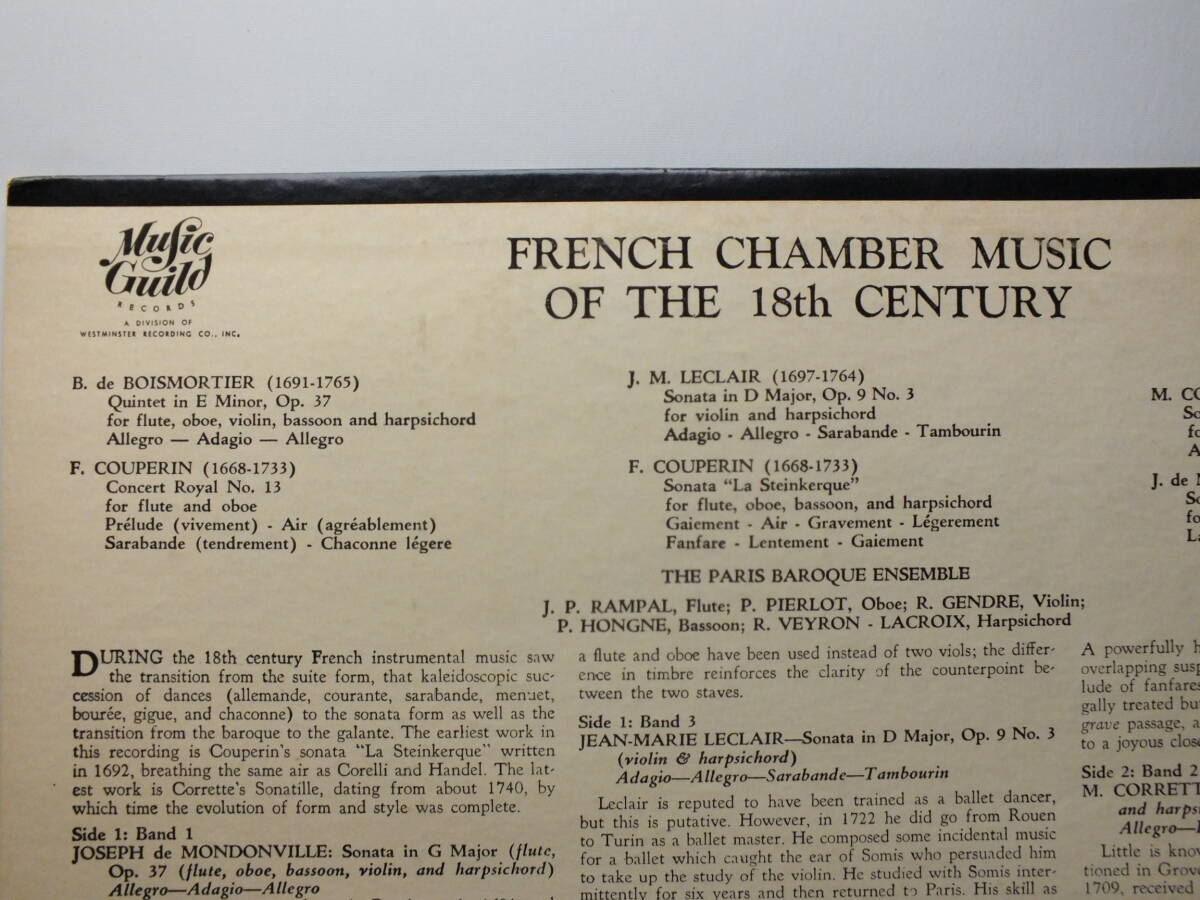 Music
Guild
RECORDS
A DIVISION OF
WESTMINSTER RECORDING CO., INC.
FRENCH CHAMBER MUSIC
OF THE 18th CENTURY
B. de BOISMORTIER (1691-1765)
Quintet in E Minor, Op. 37
for flute, oboe, violin, bassoon and harpsichord
Allegro — Adagio — Allegro
F. COUPERIN (1668-1733)
Concert Royal No. 13
for flute and oboe
Prélude (vivement) - Air (agréablement)
Sarabande (tendrement) - Chaconne légere
J. M. LECLAIR (1697-1764)
Sonata in D Major, Op. 9 No. 3
for violin and harpsichord
Adagio - Allegro - Sarabande - Tambourin
F. COUPERIN (1668-1733)
Sonata "La Steinkerque"
for flute, oboe, bassoon, and harpsichord
Gaiement - Air - Gravement - Légerement
Fanfare - Lentement - Gaiement
M. CO
So
fo
A
J. de
So
fo
La
THE PARIS BAROQUE ENSEMBLE
J. P. RAMPAL, Flute; P. PIERLOT, Oboe; R. GENDRE, Violin;
P. HONGNE, Bassoon; R. VEYRON - LACROIX, Harpsichord
DURING the 18th century French instrumental music saw
the transition from the suite form, that kaleidoscopic suc-
cession of dances (allemande, courante, sarabande, menuet,
bourée, gigue, and chaconne) to the sonata form as well as the
transition from the baroque to the galante. The earliest work in
this recording is Couperin's sonata "La Steinkerque" written
in 1692, breathing the same air as Corelli and Handel. The lat-
est work is Corrette's Sonatille, dating from about 1740, by
which time the evolution of form and style was complete.
Side 1: Band 1
JOSEPH de MONDONVILLE: Sonata in G Major (flute,
Op. 37 (flute, oboe, bassoon, violin, and harpsichord)
Allegro—Adagio—Allegro
a flute and oboe have been used instead of two viols; the differ-
ence in timbre reinforces the clarity of the counterpoint be-
tween the two staves.
Side 1: Band 3
JEAN-MARIE LECLAIR—Sonata in D Major, Op. 9 No. 3
(violin & harpsichord)
Adagio—Allegro—Sarabande—Tambourin
Leclair is reputed to have been trained as a ballet dancer,
but this is putative. However, in 1722 he did go from Rouen
to Turin as a ballet master. He composed some incidental music
for a ballet which caught the ear of Somis who persuaded him
to take up the study of the violin. He studied with Somis inter-
mittently for six years and then returned to Paris. His skill as
A powerfully h
overlapping susp
lude of fanfares
gally treated bu
grave passage, a
to a joyous close
Side 2: Band 2
M. CORRETT
and harps
Allegro—
Little is know
tioned in Grov
1709, received